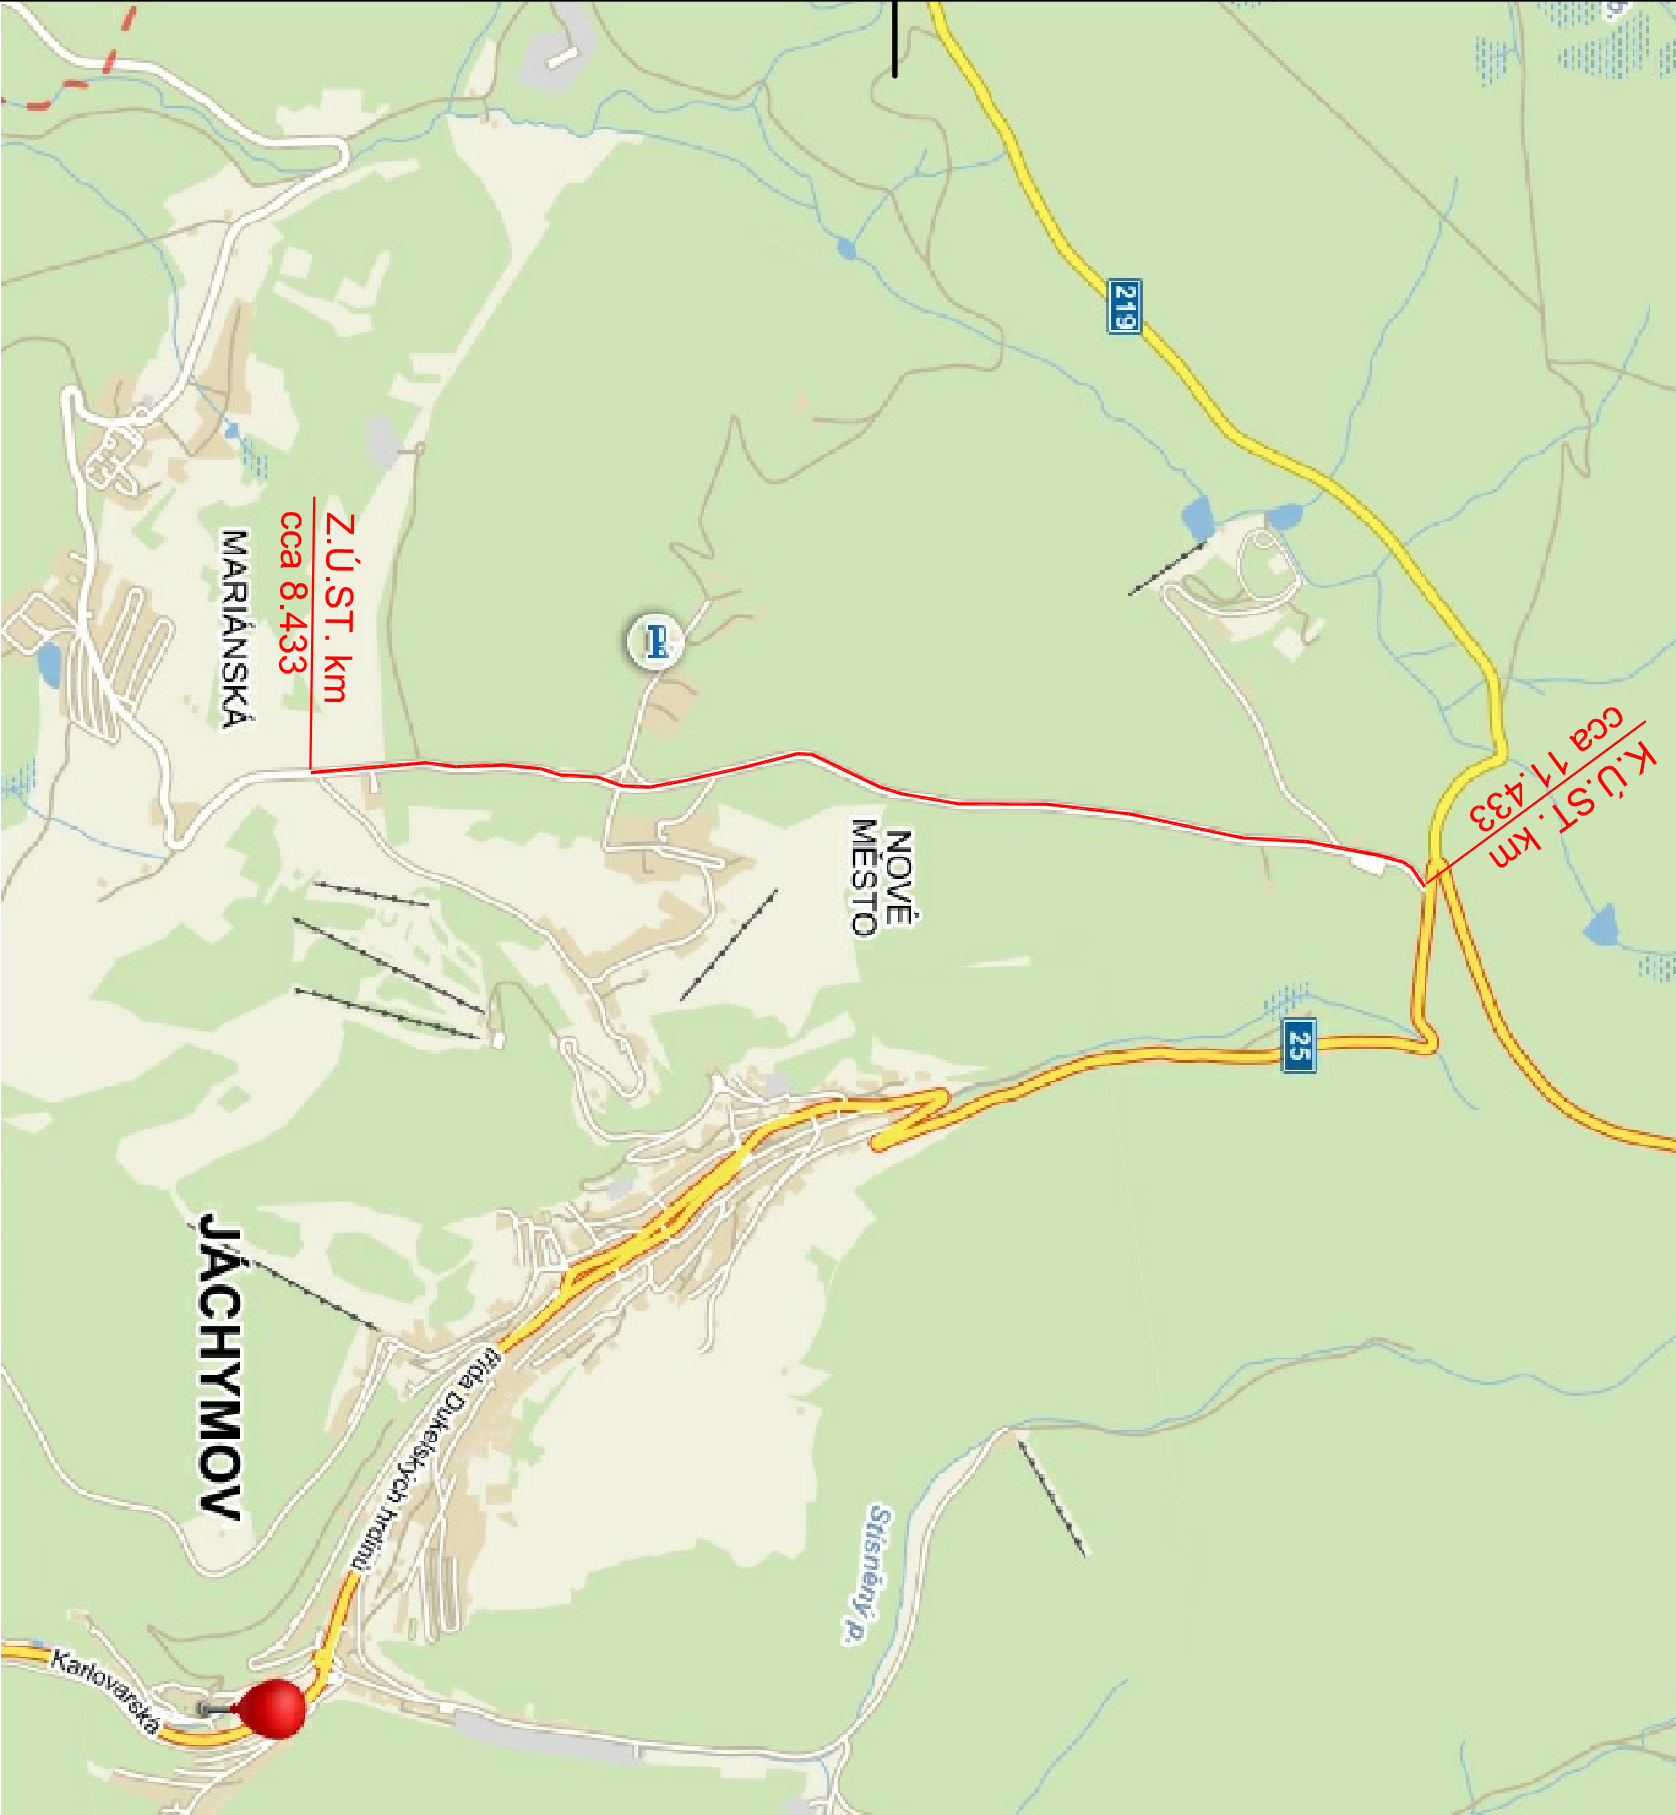 219
Z.Ú.ST. km
cca 8.433
MARIÁNSKÁ
K.Ú.ST. km
cca 11.433
NOVÉ
MĚSTO
25
JÁCHYMOV
třída Dukelských hrdinů
Stísněný p.
Karlovarská
p.